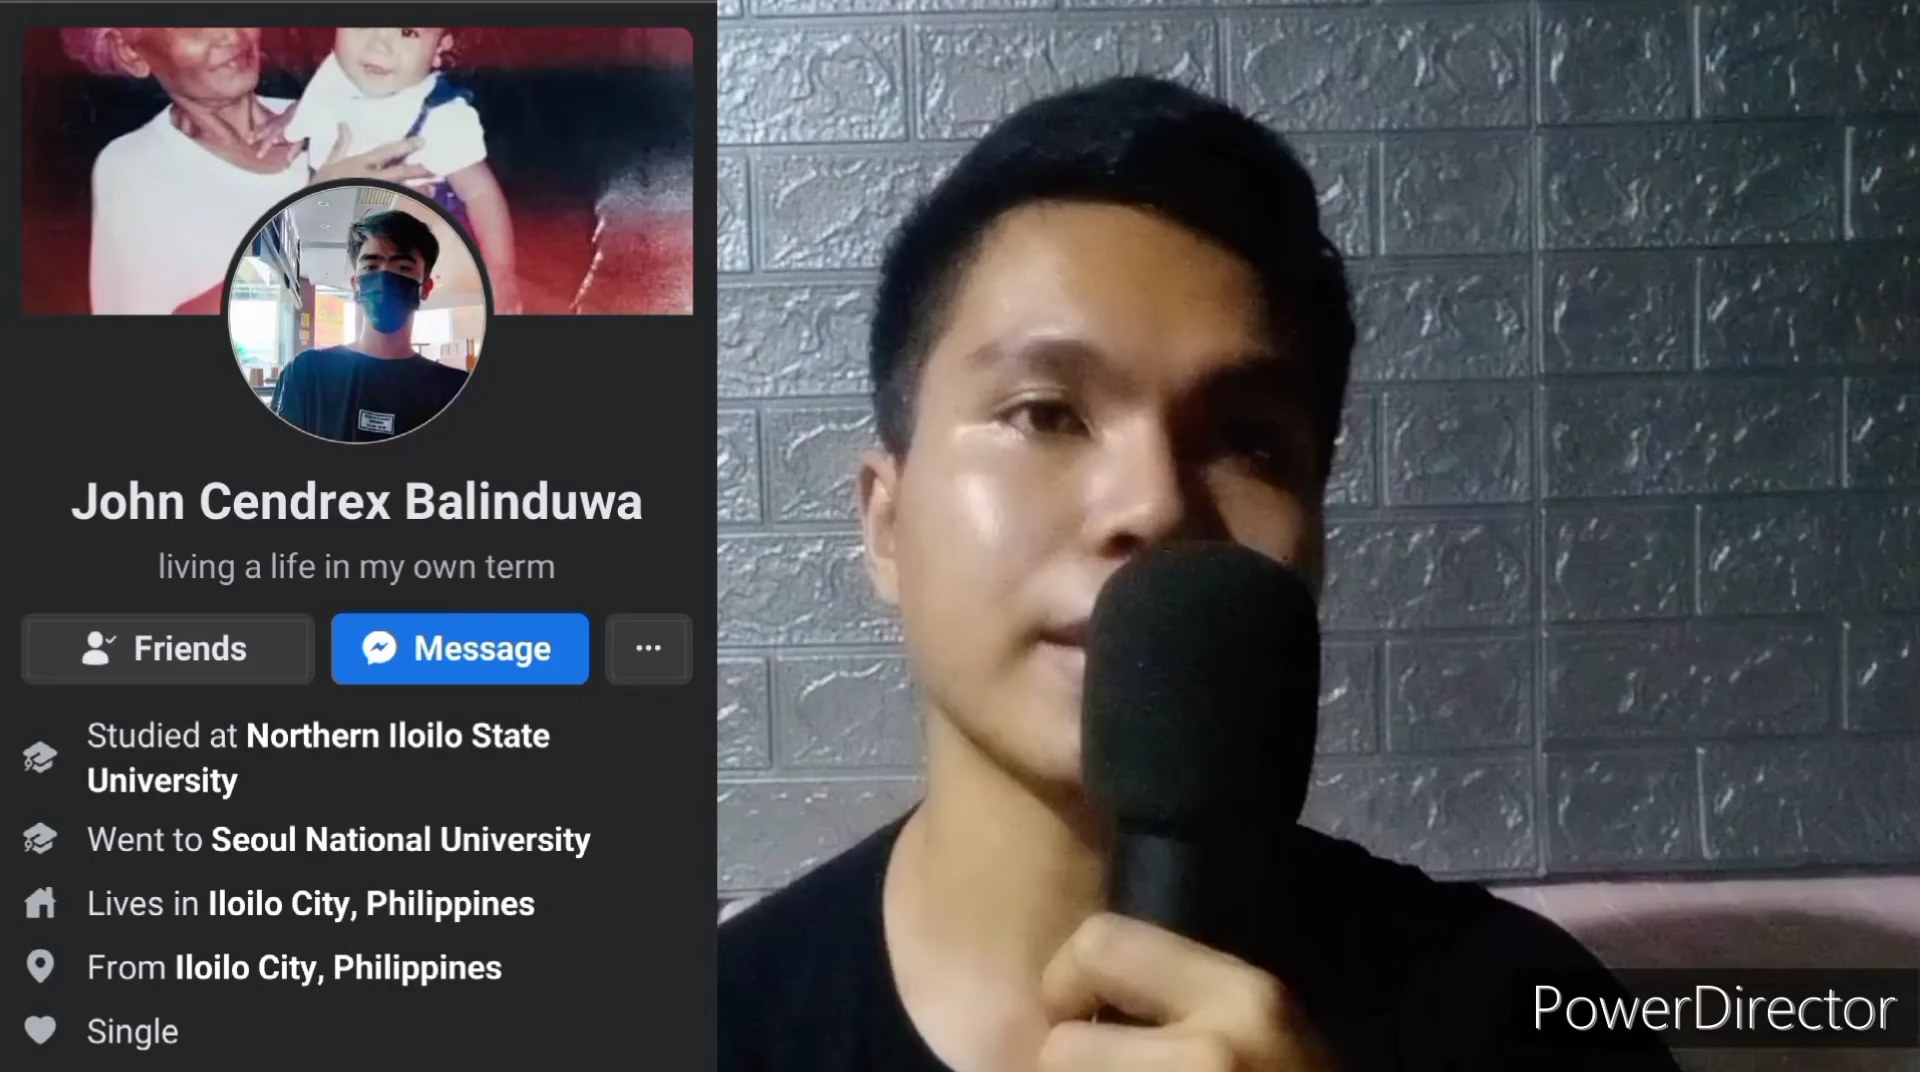 John Cendrex Balinduwa
living a life in my own term
Friends
Message
Studied at Northern Iloilo State
University
Went to Seoul National University
Lives in Iloilo City, Philippines
From Iloilo City, Philippines
Single
PowerDirector